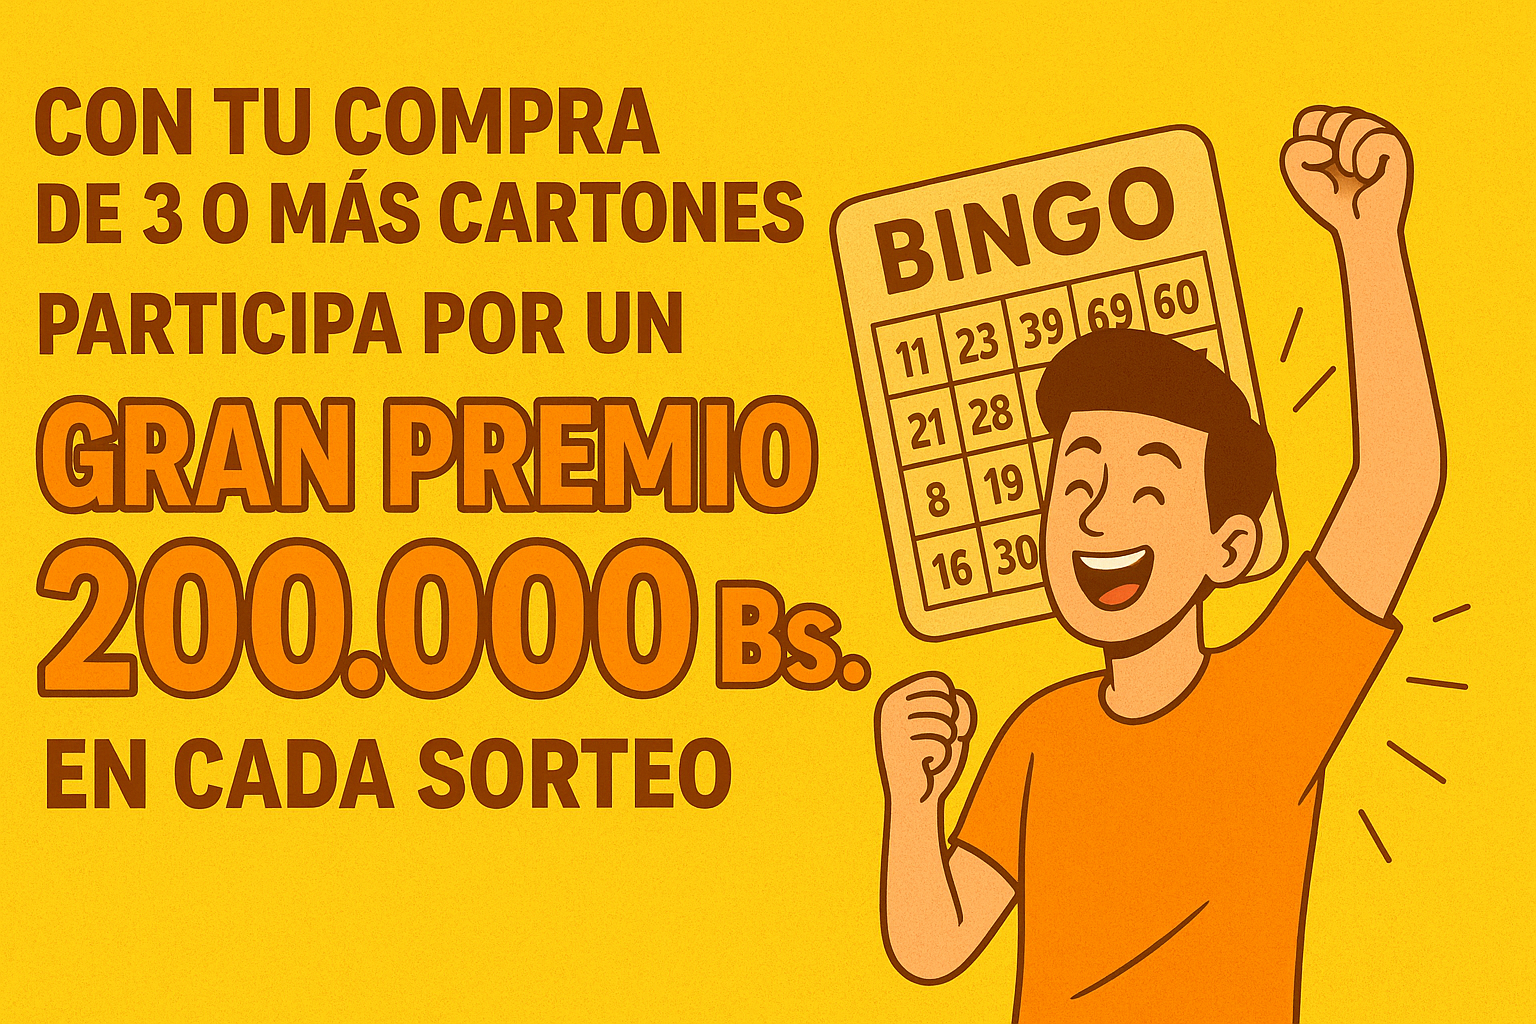 CON TU COMPRA
DE 3 O MÁS CARTONES
PARTICIPA POR UN
GRAN PREMIO
200.000 Bs.
EN CADA SORTEO
BINGO
11 23 39 69 60
21 28
8 19
16 30